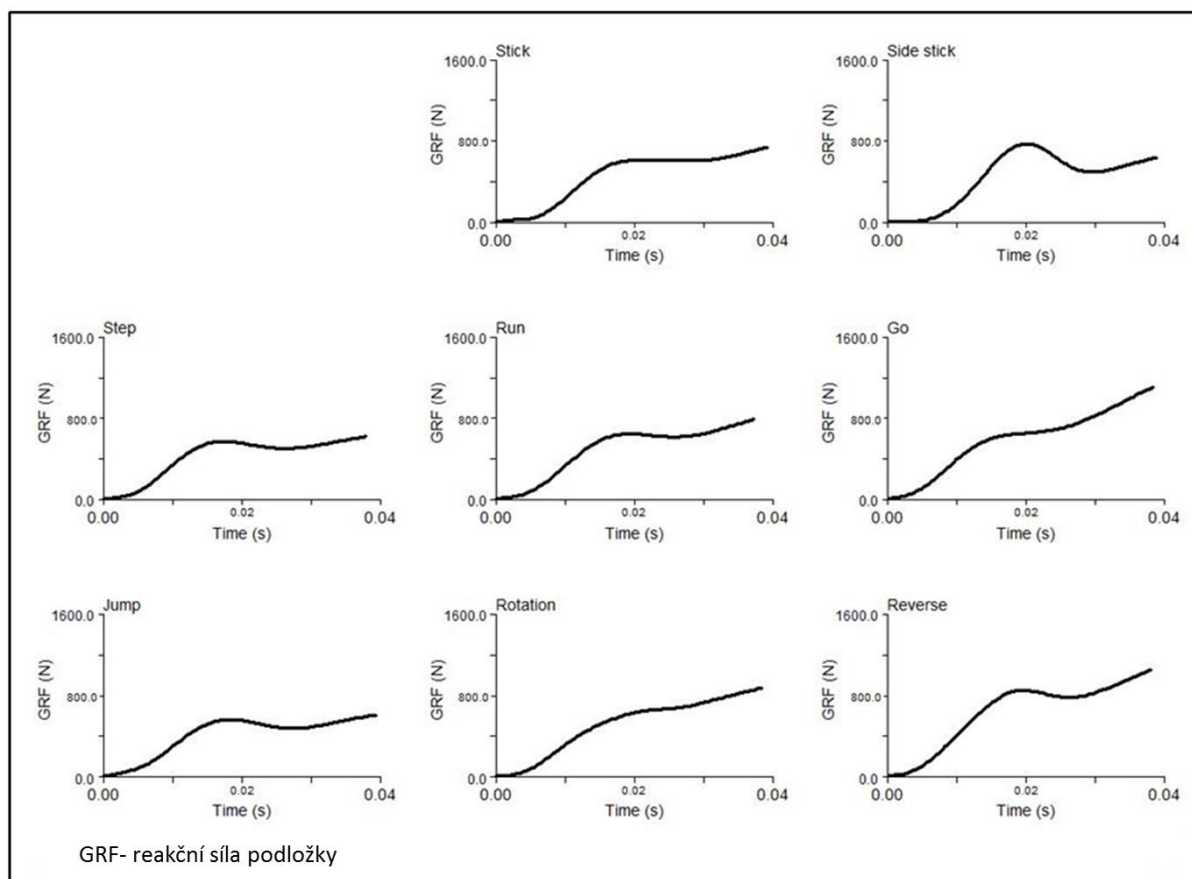 Stick
1600.0
800.0
0.0
GRF (N)
0.00
0.02
0.04
Time (s)
Side stick
1600.0
800.0
0.0
GRF (N)
0.00
0.02
0.04
Time (s)
Step
1600.0
800.0
0.0
GRF (N)
0.00
0.02
0.04
Time (s)
Run
1600.0
800.0
0.0
GRF (N)
0.00
0.02
0.04
Time (s)
Go
1600.0
800.0
0.0
GRF (N)
0.00
0.02
0.04
Time (s)
Jump
1600.0
800.0
0.0
GRF (N)
0.00
0.02
0.04
Time (s)
Rotation
1600.0
800.0
0.0
GRF (N)
0.00
0.02
0.04
Time (s)
Reverse
1600.0
800.0
0.0
GRF (N)
0.00
0.02
0.04
Time (s)
GRF- reakční síla podložky